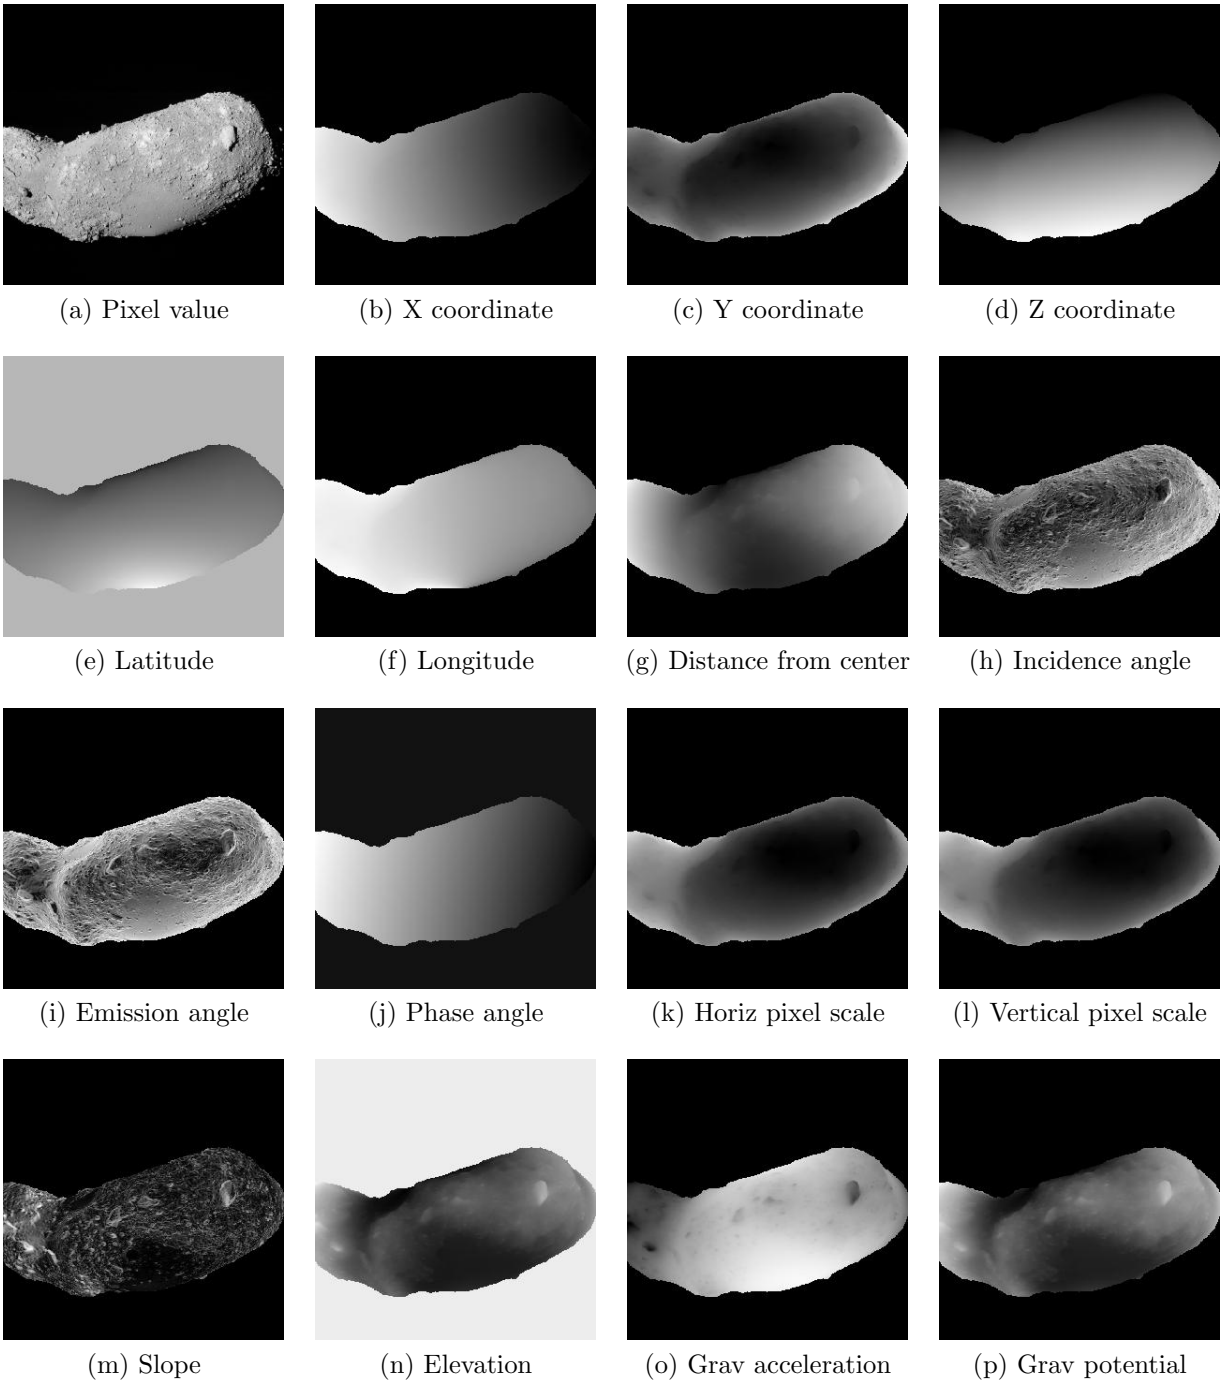 (a) Pixel value
(b) X coordinate
(c) Y coordinate
(d) Z coordinate
(e) Latitude
(f) Longitude
(g) Distance from center
(h) Incidence angle
(i) Emission angle
(j) Phase angle
(k) Horiz pixel scale
(l) Vertical pixel scale
(m) Slope
(n) Elevation
(o) Grav acceleration
(p) Grav potential